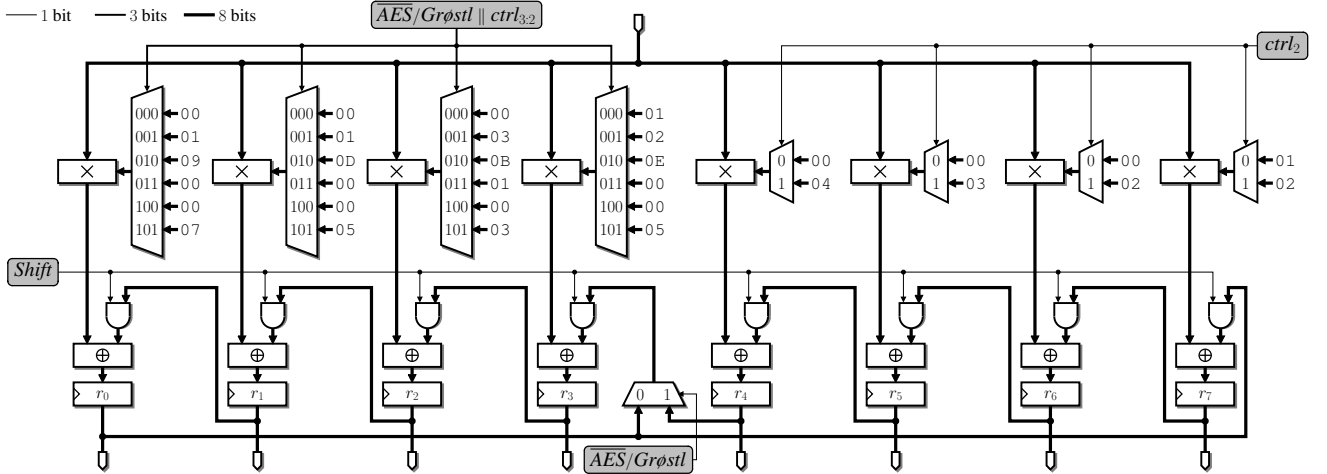 1 bit 3 bits 8 bits
A̅E̅S̅/Grøstl ∥ ctrl3:2
ctrl2
000 00 000 00 000 00 000 01
001 01 001 01 001 03 001 02
010 09 010 0D 010 0B 010 0E 0 00 0 00 0 00 0 01
× × × × × × × ×
011 00 011 00 011 01 011 00 1 04 1 03 1 02 1 02
100 00 100 00 100 00 100 00
101 07 101 05 101 03 101 05
Shift
⊕ ⊕ ⊕ ⊕ ⊕ ⊕ ⊕ ⊕
r0 r1 r2 r3 0 1 r4 r5 r6 r7
A̅E̅S̅/Grøstl